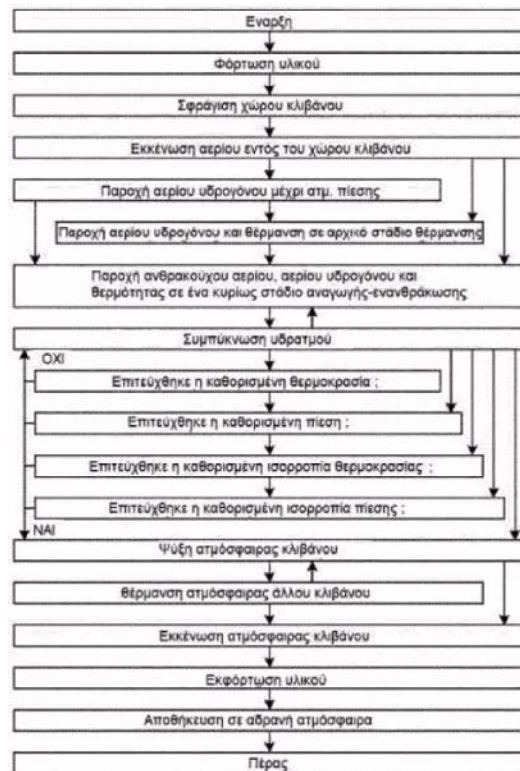 Έναρξη
Φόρτωση υλικού
Σφράγιση χώρου κλιβάνου
Εκκένωση αερίου εντός του χώρου κλιβάνου
Παροχή αερίου υδρογόνου μέχρι ατμ. πίεσης
Παροχή αερίου υδρογόνου και θέρμανση σε αρχικό στάδιο θέρμανσης
Παροχή ανθρακούχου αερίου, αερίου υδρογόνου και
θερμότητας σε ένα κυρίως στάδιο αναγωγής-ενανθράκωσης
Συμπύκνωση υδρατμού
ΟΧΙ
Επιτεύχθηκε η καθορισμένη θερμοκρασία ;
Επιτεύχθηκε η καθορισμένη πίεση ;
Επιτεύχθηκε η καθορισμένη ισορροπία θερμοκρασίας ;
Επιτεύχθηκε η καθορισμένη ισορροπία πίεσης ;
ΝΑΙ
Ψύξη ατμόσφαιρας κλιβάνου
θέρμανση ατμόσφαιρας άλλου κλιβάνου
Εκκένωση ατμόσφαιρας κλιβάνου
Εκφόρτωση υλικού
Αποθήκευση σε αδρανή ατμόσφαιρα
Πέρας